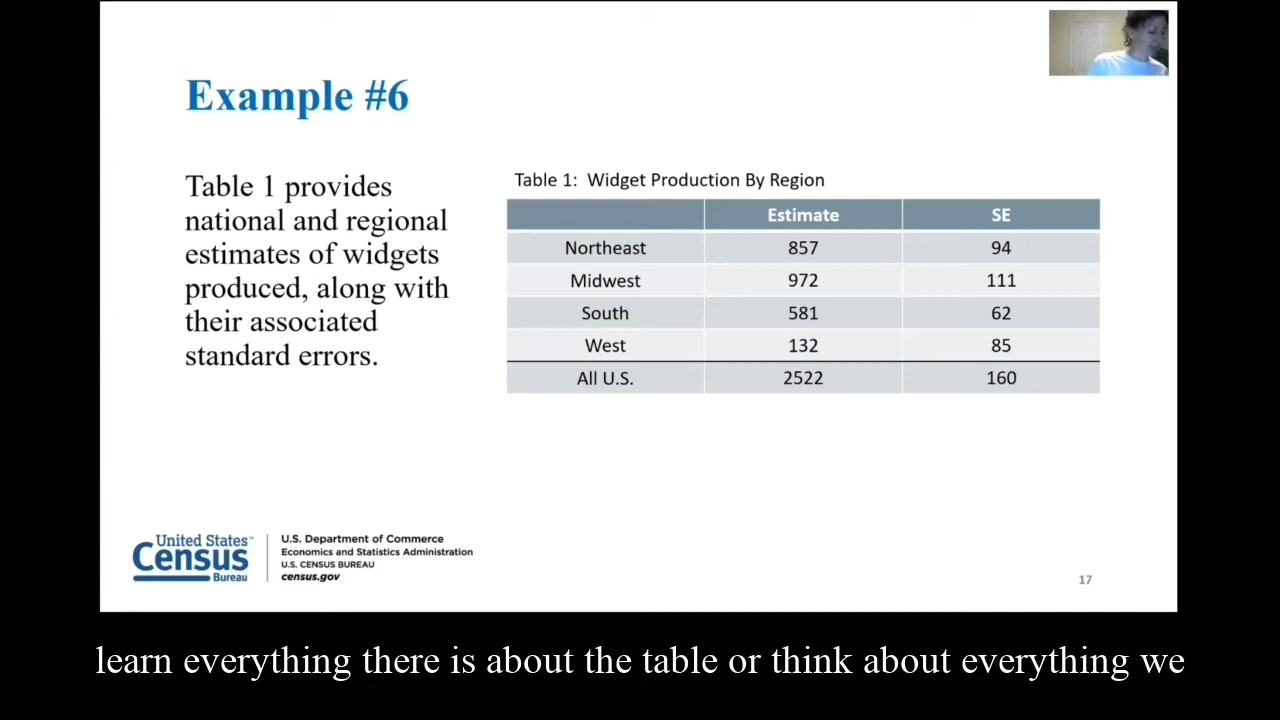 Example #6
Table 1 provides
national and regional
estimates of widgets
produced, along with
their associated
standard errors.
Table 1: Widget Production By Region
Estimate SE
Northeast 857 94
Midwest 972 111
South 581 62
West 132 85
All U.S. 2522 160
United States™
Census
Bureau
U.S. Department of Commerce
Economics and Statistics Administration
U.S. CENSUS BUREAU
census.gov
17
learn everything there is about the table or think about everything we